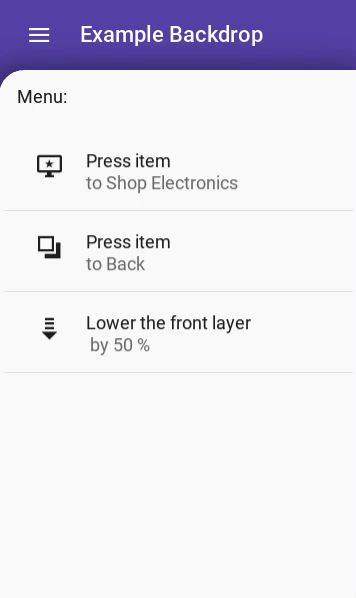 Example Backdrop
Menu:
Press item
to Shop Electronics
Press item
to Back
Lower the front layer
by 50 %